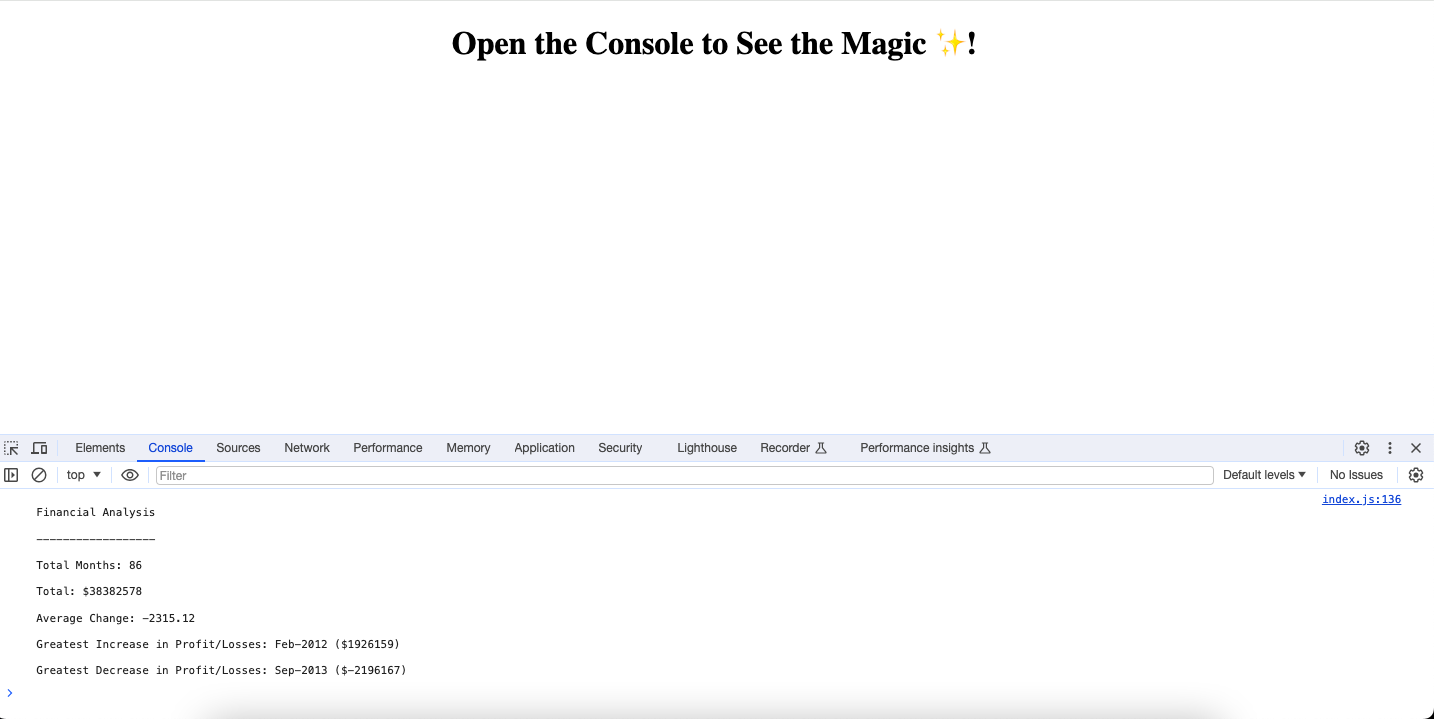 Open the Console to See the Magic ✨!
Elements Console Sources Network Performance Memory Application Security Lighthouse Recorder Performance insights
top Filter Default levels No Issues
index.js:136
Financial Analysis
------------------
Total Months: 86
Total: $38382578
Average Change: -2315.12
Greatest Increase in Profit/Losses: Feb-2012 ($1926159)
Greatest Decrease in Profit/Losses: Sep-2013 ($-2196167)
>